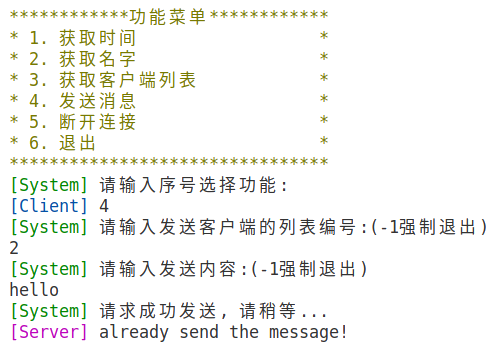 ************功能菜单************
* 1. 获取时间 *
* 2. 获取名字 *
* 3. 获取客户端列表 *
* 4. 发送消息 *
* 5. 断开连接 *
* 6. 退出 *
********************************
[System] 请输入序号选择功能:
[Client] 4
[System] 请输入发送客户端的列表编号:(-1强制退出)
2
[System] 请输入发送内容:(-1强制退出)
hello
[System] 请求成功发送, 请稍等...
[Server] already send the message!